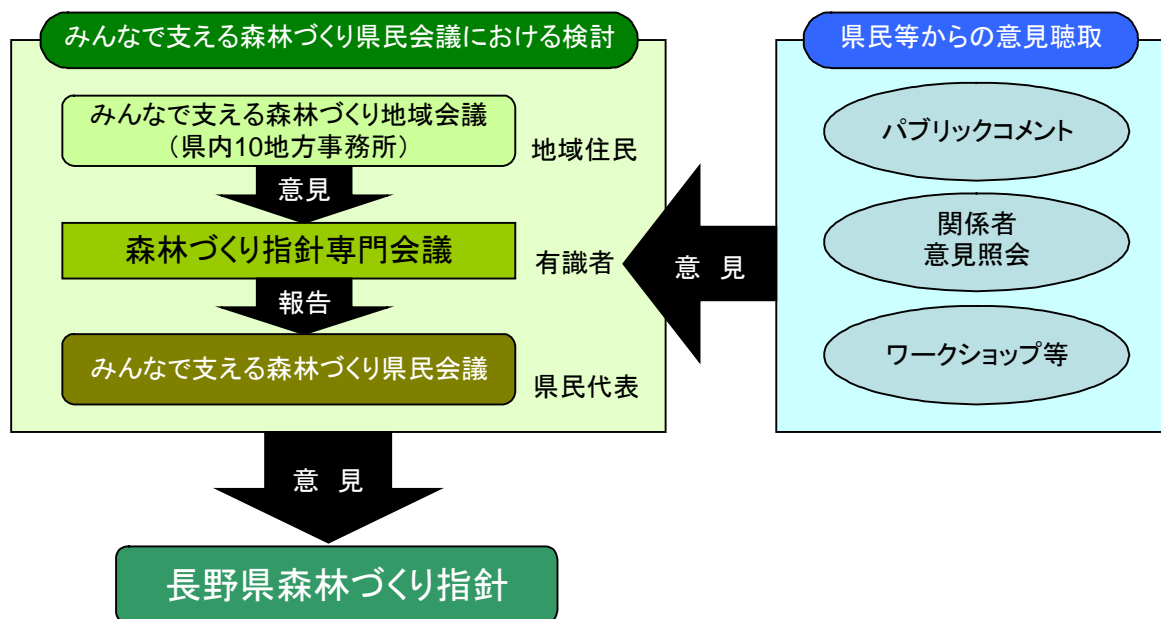 みんなで支える森林づくり県民会議における検討
みんなで支える森林づくり地域会議
（県内10地方事務所）
地域住民
意見
森林づくり指針専門会議
有識者
報告
みんなで支える森林づくり県民会議
県民代表
意 見
長野県森林づくり指針
県民等からの意見聴取
パブリックコメント
関係者
意見照会
ワークショップ等
意 見